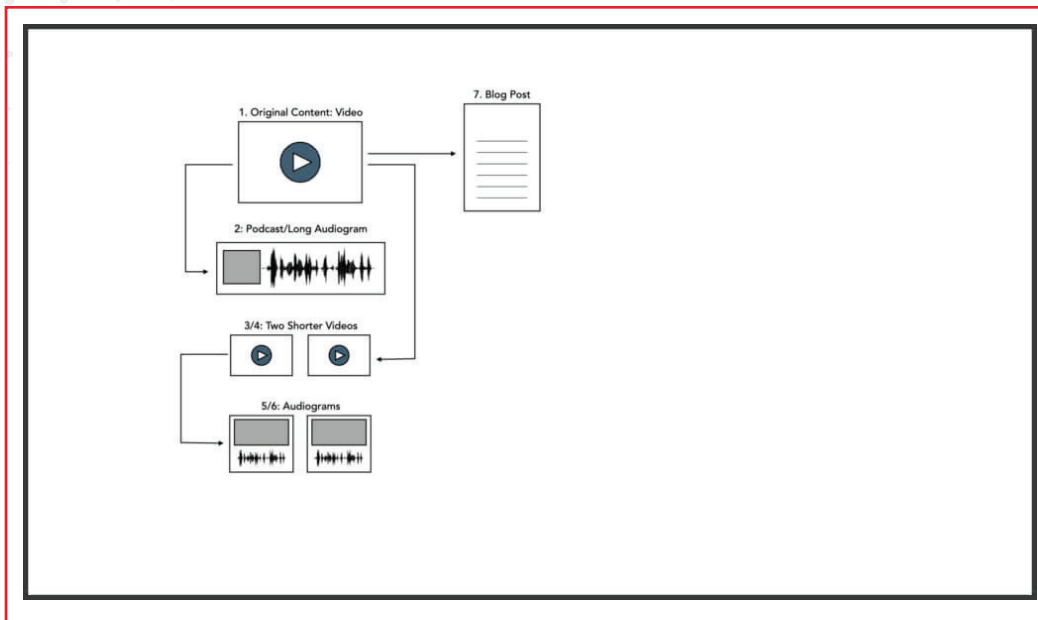 1. Original Content: Video
7. Blog Post
2: Podcast/Long Audiogram
3/4: Two Shorter Videos
5/6: Audiograms